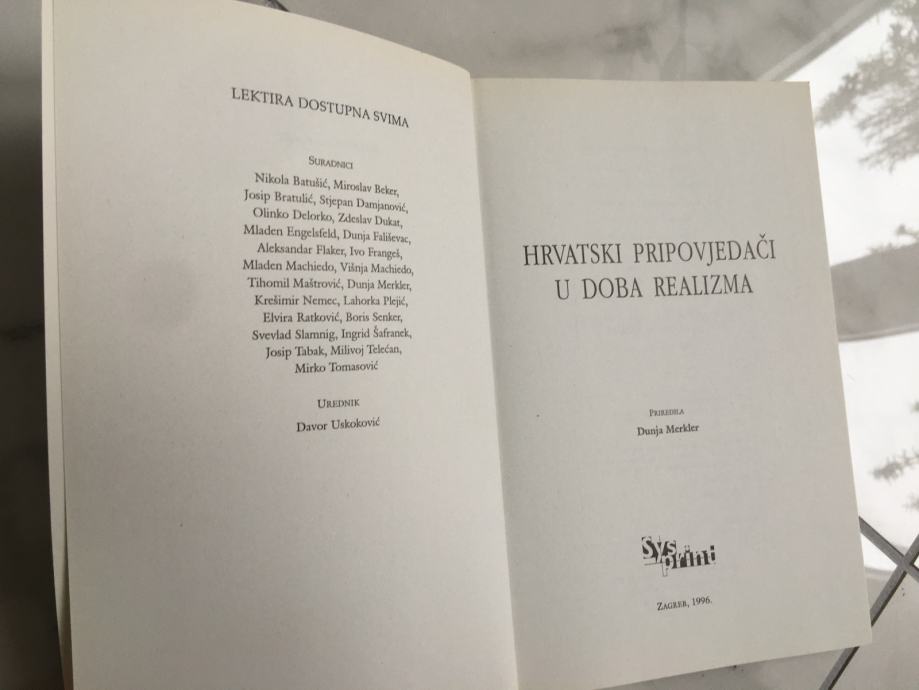 LEKTIRA DOSTUPNA SVIMA
SURADNICI
Nikola Batušić, Miroslav Beker,
Josip Bratulić, Stjepan Damjanović,
Olinko Delorko, Zdeslav Dukat,
Mladen Engelsfeld, Dunja Fališevac,
Aleksandar Flaker, Ivo Frangeš,
Mladen Machiedo, Višnja Machiedo,
Tihomil Maštrović, Dunja Merkler,
Krešimir Nemec, Lahorka Plejić,
Elvira Ratković, Boris Senker,
Svevlad Slamnig, Ingrid Šafranek,
Josip Tabak, Milivoj Telećan,
Mirko Tomasović
UREDNIK
Davor Uskoković
HRVATSKI PRIPOVJEDAČI
U DOBA REALIZMA
PRIREDILA
Dunja Merkler
Sys
print
ZAGREB, 1996.